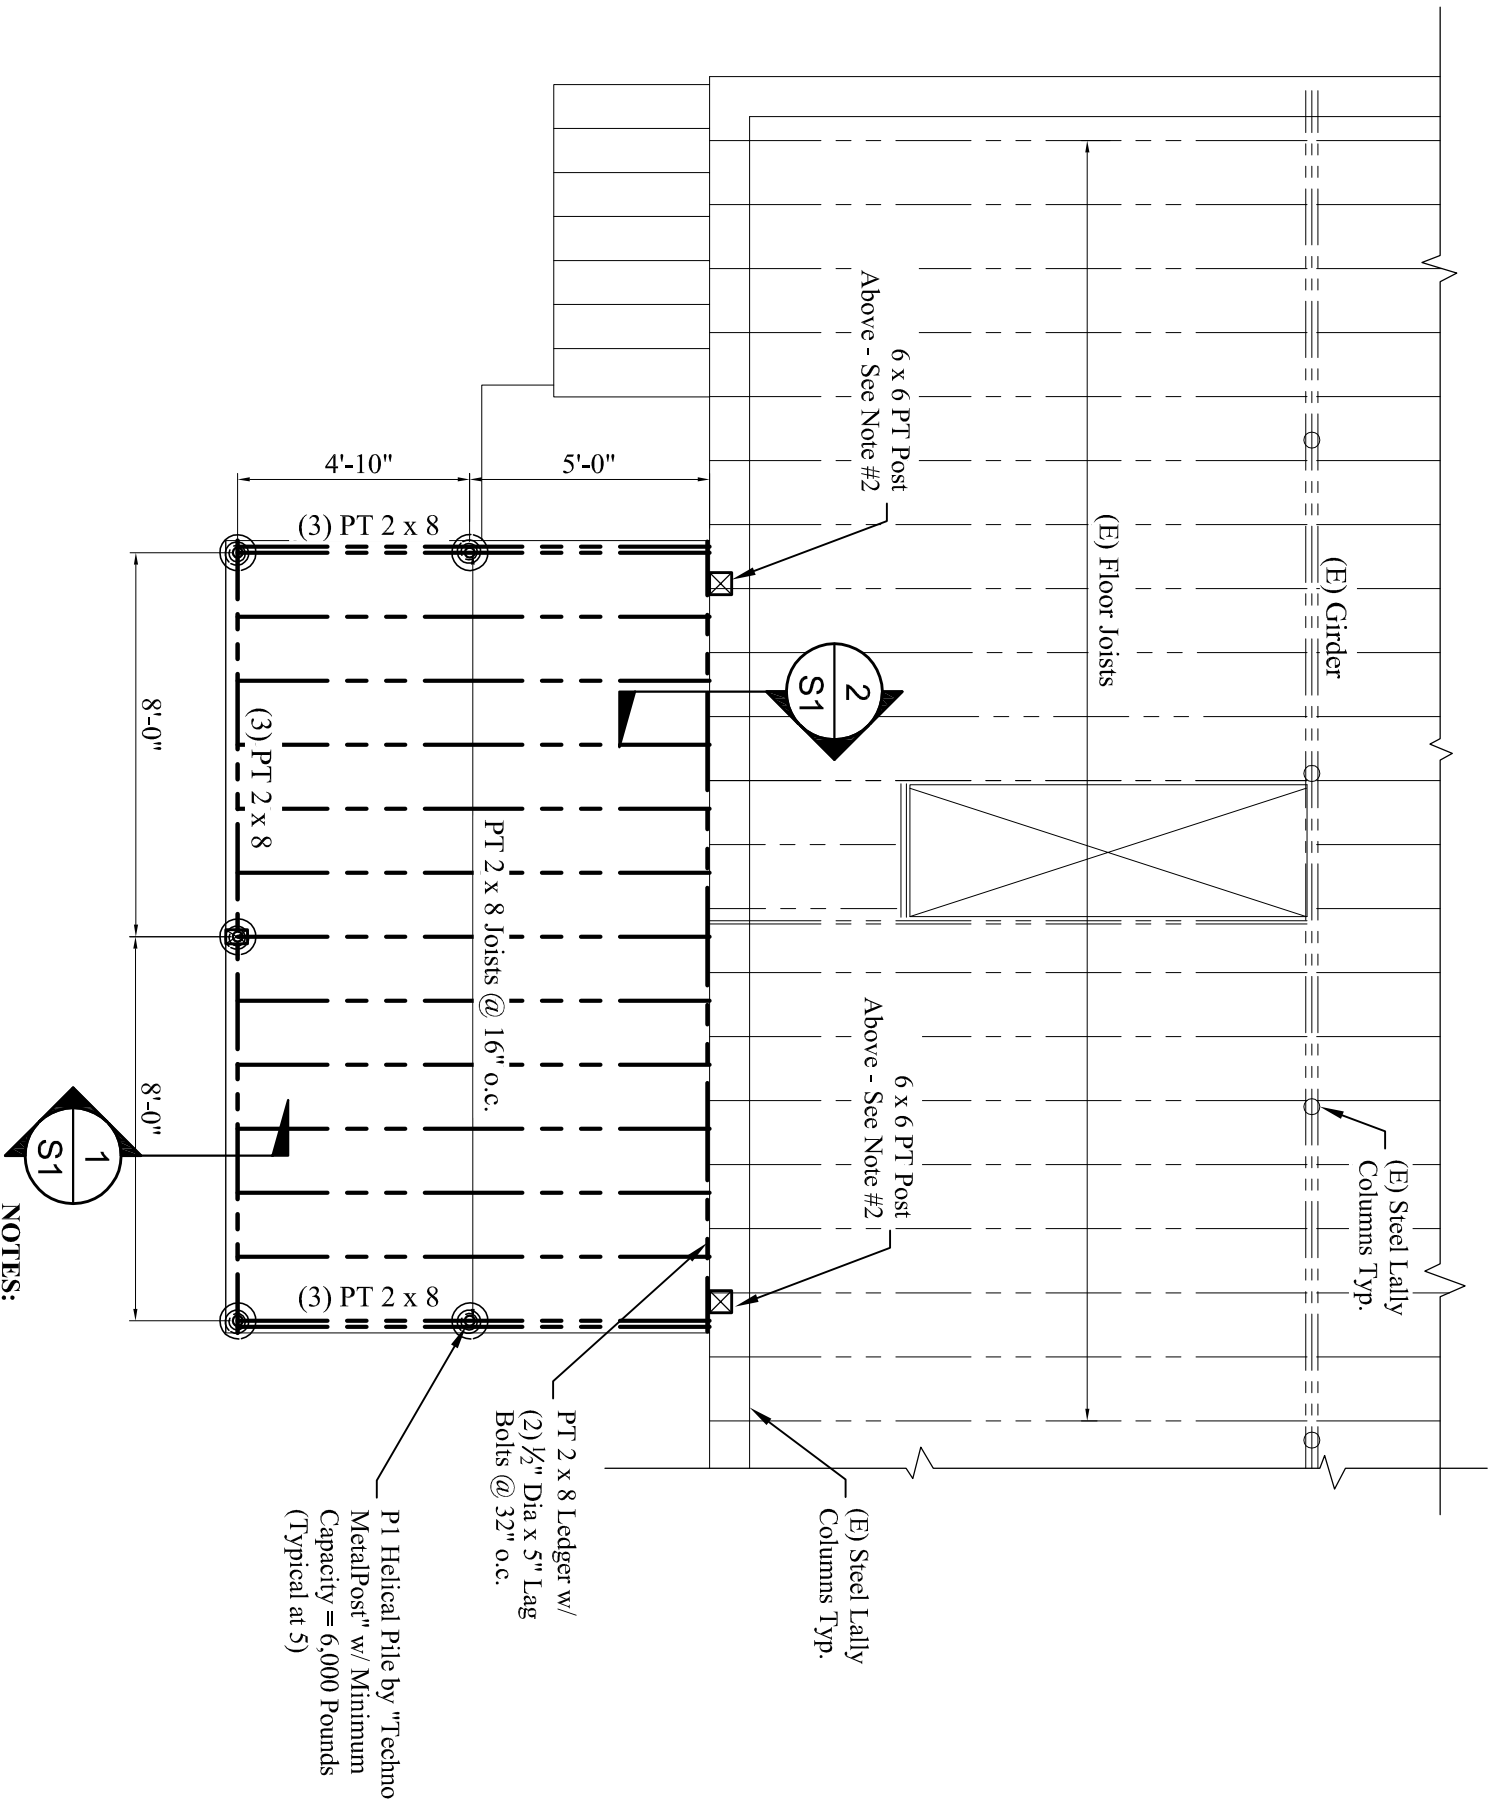 (E) Steel Lally
Columns Typ.
(E) Girder
(E) Floor Joists
6 x 6 PT Post
Above - See Note #2
6 x 6 PT Post
Above - See Note #2
(E) Steel Lally
Columns Typ.
2
S1
5'-0"
4'-10"
(3) PT 2 x 8
PT 2 x 8 Joists @ 16" o.c.
(3) PT 2 x 8
(3) PT 2 x 8
PT 2 x 8 Ledger w/
(2) ½" Dia x 5" Lag
Bolts @ 32" o.c.
P1 Helical Pile by "Techno
MetalPost" w/ Minimum
Capacity = 6,000 Pounds
(Typical at 5)
8'-0"
8'-0"
1
S1
NOTES: